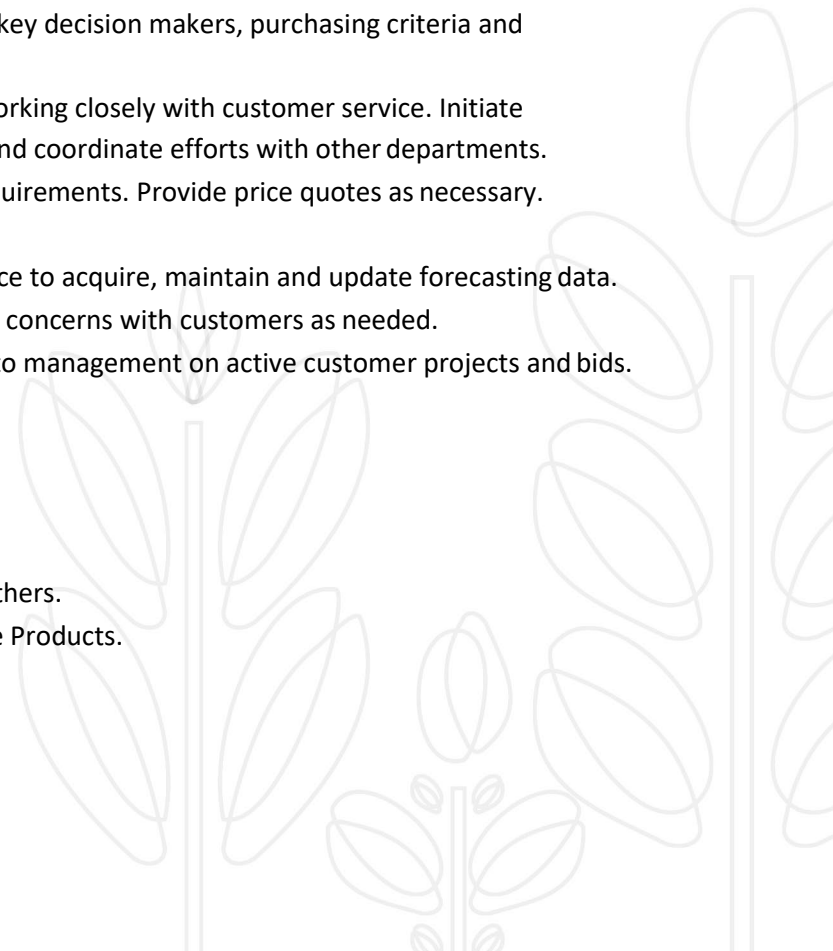 key decision makers, purchasing criteria and
orking closely with customer service. Initiate
nd coordinate efforts with other departments.
uirements. Provide price quotes as necessary.
ce to acquire, maintain and update forecasting data.
concerns with customers as needed.
to management on active customer projects and bids.
thers.
e Products.